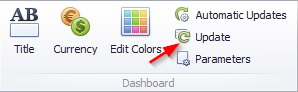 AB
Title
Currency
Edit Colors
Automatic Updates
Update
Parameters
Dashboard